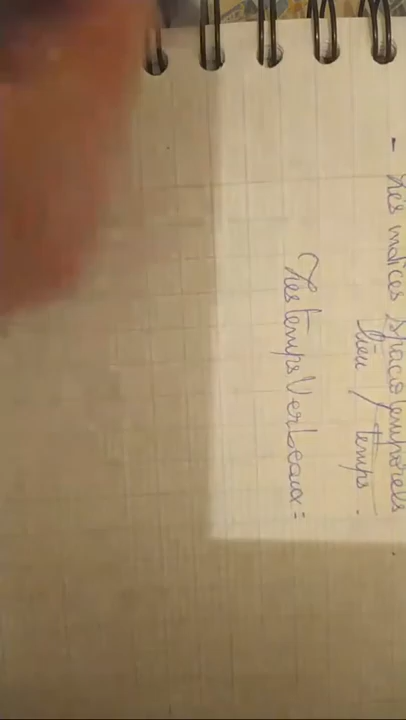 - Les indices spacio temporels
lieu / temps.
Les temps Verbeaux :